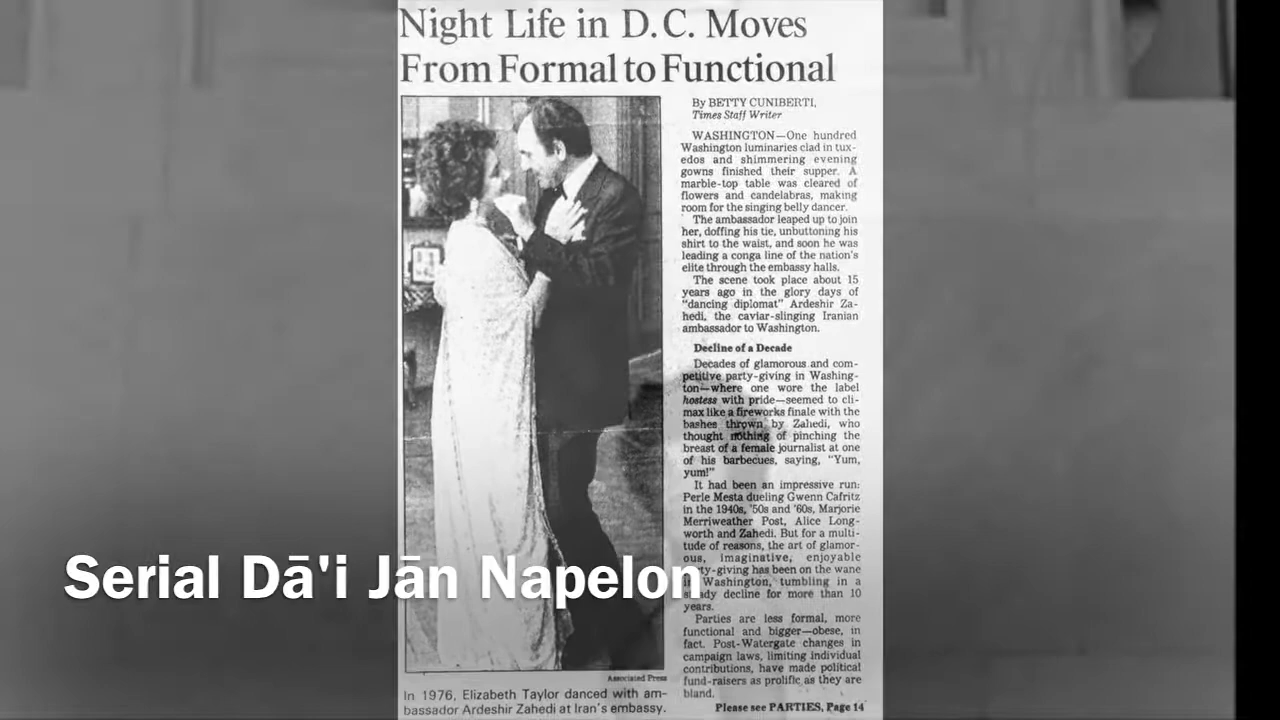 Night Life in D.C. Moves
From Formal to Functional
By BETTY CUNIBERTI,
Times Staff Writer
WASHINGTON—One hundred
Washington luminaries clad in tux-
edos and shimmering evening
gowns finished their supper. A
marble-top table was cleared of
flowers and candelabras, making
room for the singing belly dancer.
The ambassador leaped up to join
her, doffing his tie, unbuttoning his
shirt to the waist, and soon he was
leading a conga line of the nation's
elite through the embassy halls.
The scene took place about 15
years ago in the glory days of
"dancing diplomat" Ardeshir Za-
hedi, the caviar-slinging Iranian
ambassador to Washington.
Decline of a Decade
Decades of glamorous and com-
petitive party-giving in Washing-
ton—where one wore the label
hostess with pride—seemed to cli-
max like a fireworks finale with the
bashes thrown by Zahedi, who
thought nothing of pinching the
breast of a female journalist at one
of his barbecues, saying, "Yum,
yum!"
It had been an impressive run:
Perle Mesta dueling Gwenn Cafritz
in the 1940s, '50s and '60s, Marjorie
Merriweather Post, Alice Long-
worth and Zahedi. But for a multi-
tude of reasons, the art of glamor-
ous, imaginative, enjoyable
ty-giving has been on the wane
Washington, tumbling in a
ady decline for more than 10
years.
Parties are less formal, more
functional and bigger—obese, in
fact. Post-Watergate changes in
campaign laws, limiting individual
contributions, have made political
fund-raisers as prolific as they are
bland.
Please see PARTIES, Page 14
Associated Press
In 1976, Elizabeth Taylor danced with am-
bassador Ardeshir Zahedi at Iran's embassy.
Serial Dā'i Jān Napelon